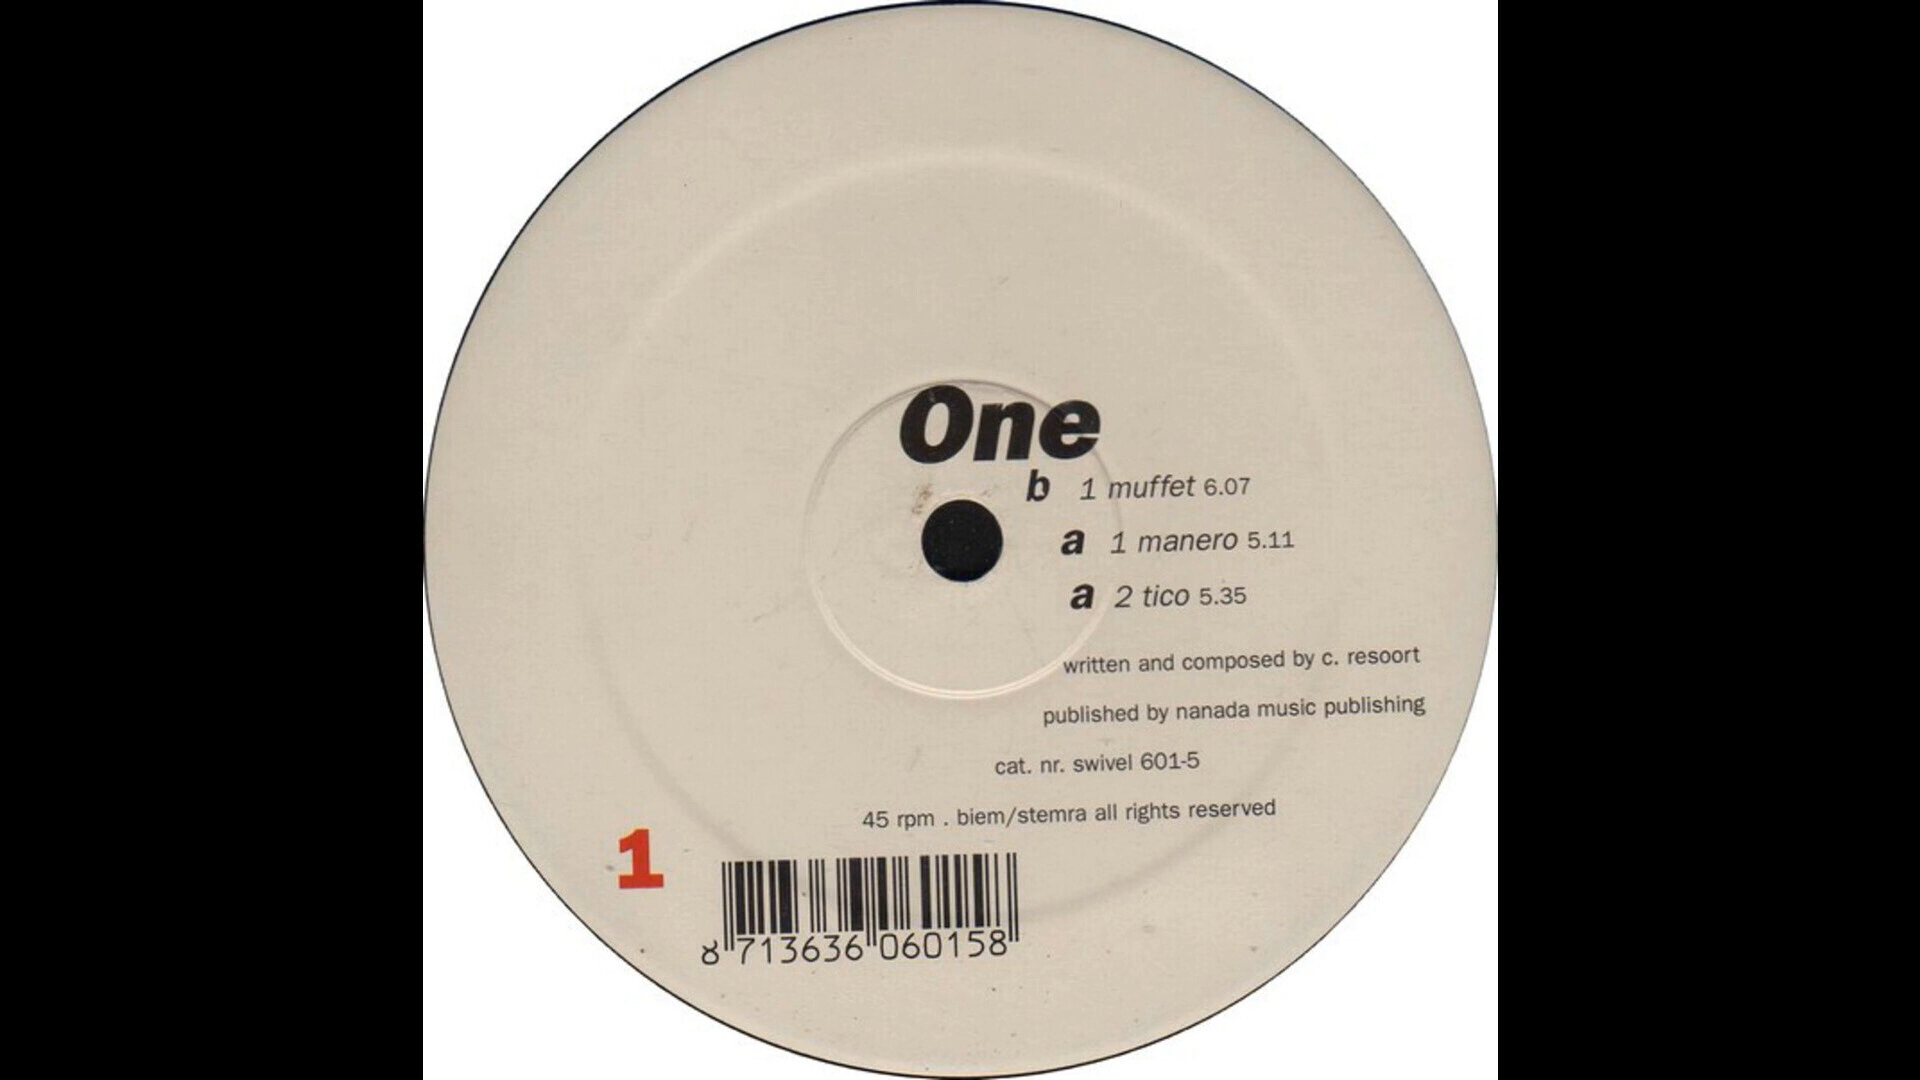 One
b 1 muffet 6.07
a 1 manero 5.11
a 2 tico 5.35
written and composed by c. resoort
published by nanada music publishing
cat. nr. swivel 601-5
45 rpm . biem/stemra all rights reserved
1
8 713636 060158